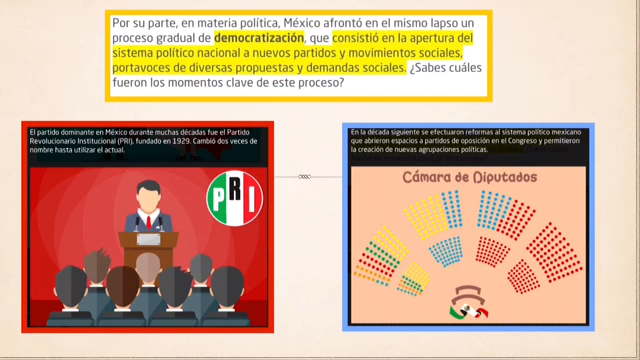 Por su parte, en materia política, México afrontó en el mismo lapso un
proceso gradual de democratización, que consistió en la apertura del
sistema político nacional a nuevos partidos y movimientos sociales,
portavoces de diversas propuestas y demandas sociales. ¿Sabes cuáles
fueron los momentos clave de este proceso?
El partido dominante en México durante muchas décadas fue el Partido
Revolucionario Institucional (PRI), fundado en 1929. Cambió dos veces de
nombre hasta utilizar el actual.
PRI
En la década siguiente se efectuaron reformas al sistema político mexicano
que abrieron espacios a partidos de oposición en el Congreso y permitieron
la creación de nuevas agrupaciones políticas.
Cámara de Diputados